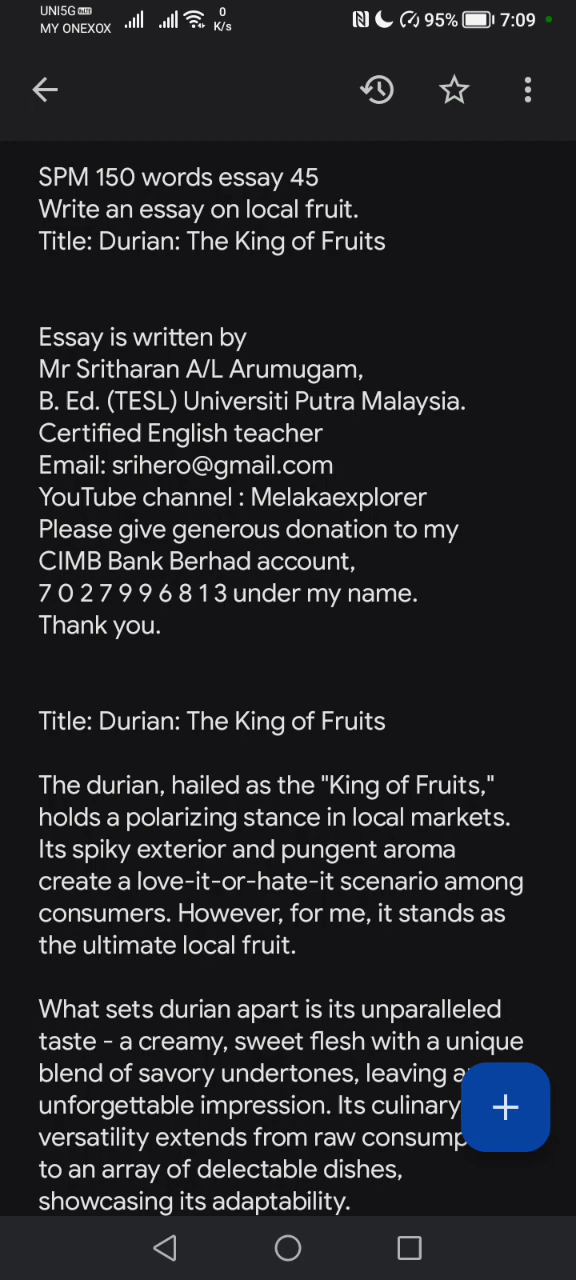 UNI5G
MY ONEXOX
0
K/s
95%
7:09
SPM 150 words essay 45
Write an essay on local fruit.
Title: Durian: The King of Fruits
Essay is written by
Mr Sritharan A/L Arumugam,
B. Ed. (TESL) Universiti Putra Malaysia.
Certified English teacher
Email: srihero@gmail.com
YouTube channel : Melakaexplorer
Please give generous donation to my
CIMB Bank Berhad account,
7 0 2 7 9 9 6 8 1 3 under my name.
Thank you.
Title: Durian: The King of Fruits
The durian, hailed as the "King of Fruits,"
holds a polarizing stance in local markets.
Its spiky exterior and pungent aroma
create a love-it-or-hate-it scenario among
consumers. However, for me, it stands as
the ultimate local fruit.
What sets durian apart is its unparalleled
taste - a creamy, sweet flesh with a unique
blend of savory undertones, leaving
unforgettable impression. Its culinary
versatility extends from raw
to an array of delectable dishes,
showcasing its adaptability.